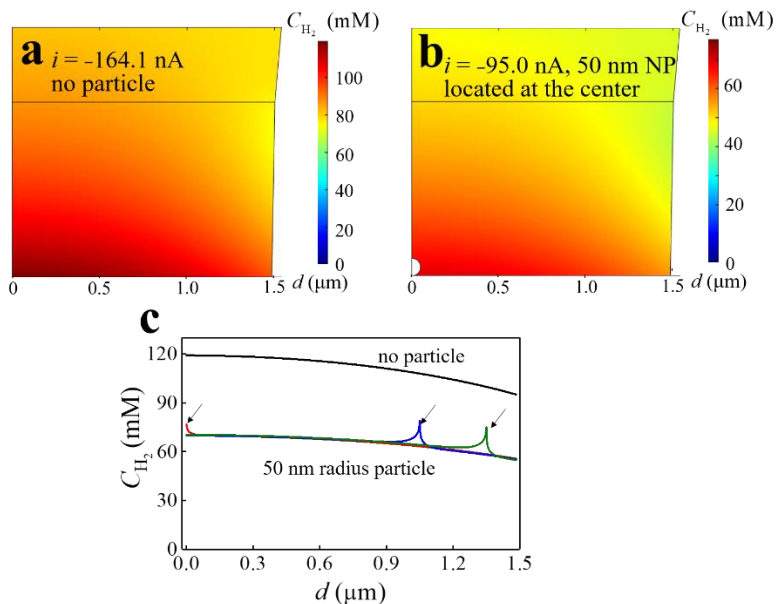 a
i = -164.1 nA
no particle
C_H₂ (mM)
100
80
60
40
20
0
0
0.5
1.0
1.5
d (μm)
b
i = -95.0 nA, 50 nm NP
located at the center
C_H₂ (mM)
60
40
20
0
0
0.5
1.0
1.5
d (μm)
c
no particle
50 nm radius particle
C_H₂ (mM)
120
90
60
30
0
0.0
0.3
0.6
0.9
1.2
1.5
d (μm)